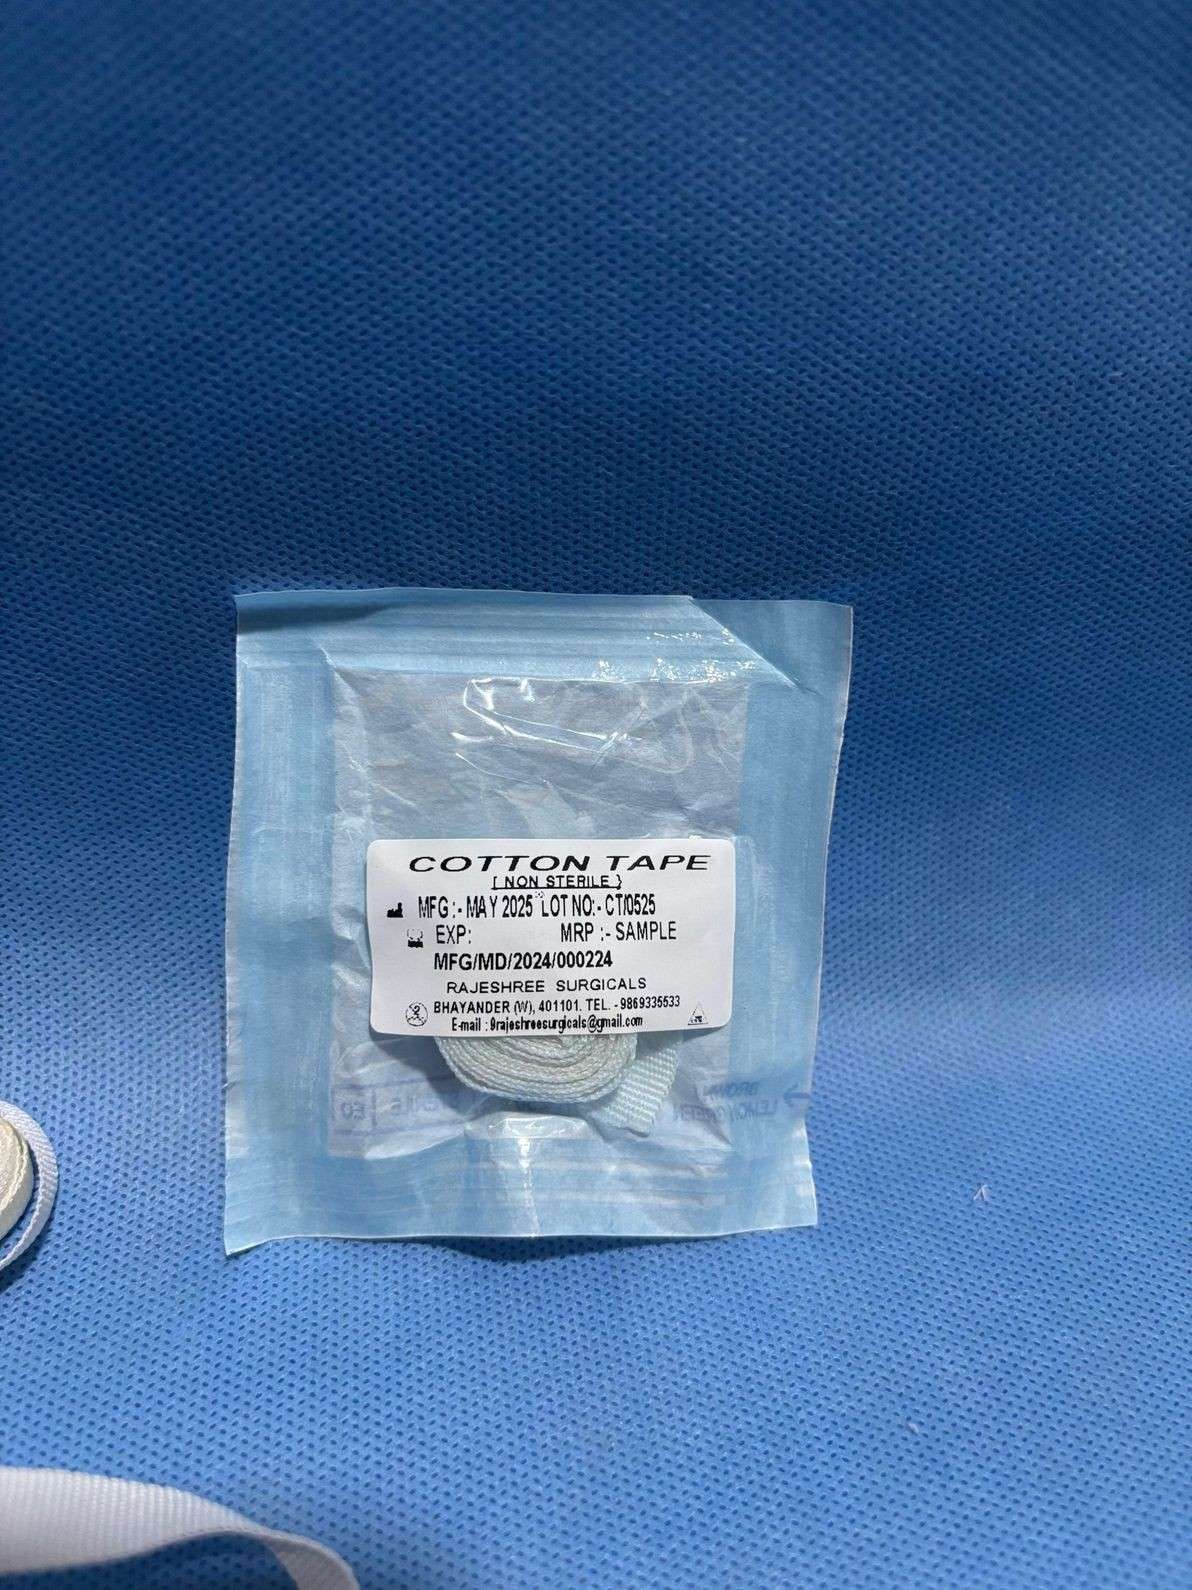 COTTON TAPE
[ NON STERILE }
MFG :- MAY 2025 LOT NO:- CT/0525
EXP: MRP :- SAMPLE
MFG/MD/2024/000224
RAJESHREE SURGICALS
BHAYANDER (W), 401101. TEL. - 9869335533
E-mail : 9rajeshreesurgicals@gmail.com